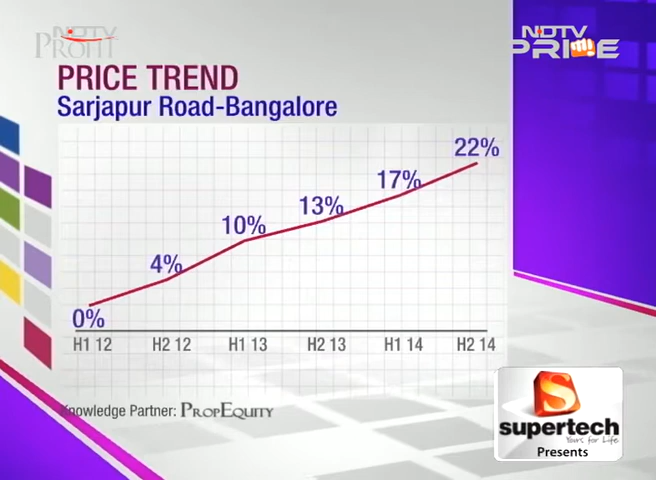 NDTV
PROFIT
NDTV
PRIME
PRICE TREND
Sarjapur Road-Bangalore
22%
17%
13%
10%
4%
0%
H1 12 H2 12 H1 13 H2 13 H1 14 H2 14
Knowledge Partner: PROPEQUITY
S
supertech
Yours for Life
Presents